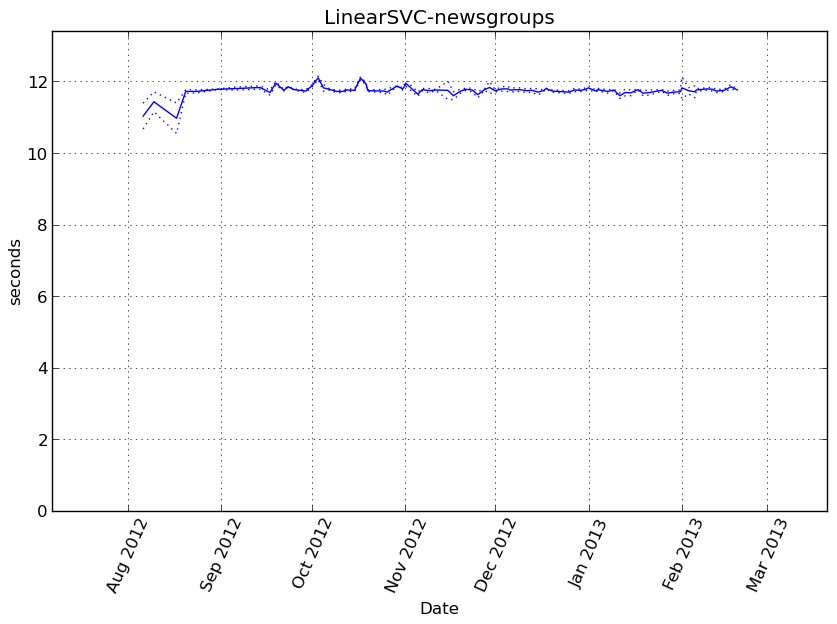 LinearSVC-newsgroups
12
10
8
6
4
2
0
seconds
Aug 2012
Sep 2012
Oct 2012
Nov 2012
Dec 2012
Jan 2013
Feb 2013
Mar 2013
Date